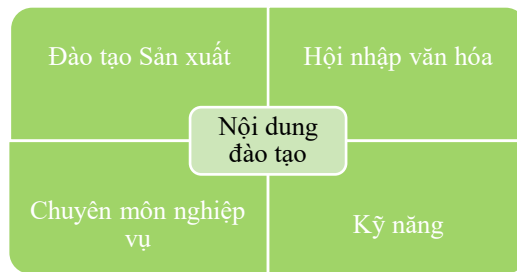 Đào tạo Sản xuất
Hội nhập văn hóa
Nội dung
đào tạo
Chuyên môn nghiệp
vụ
Kỹ năng